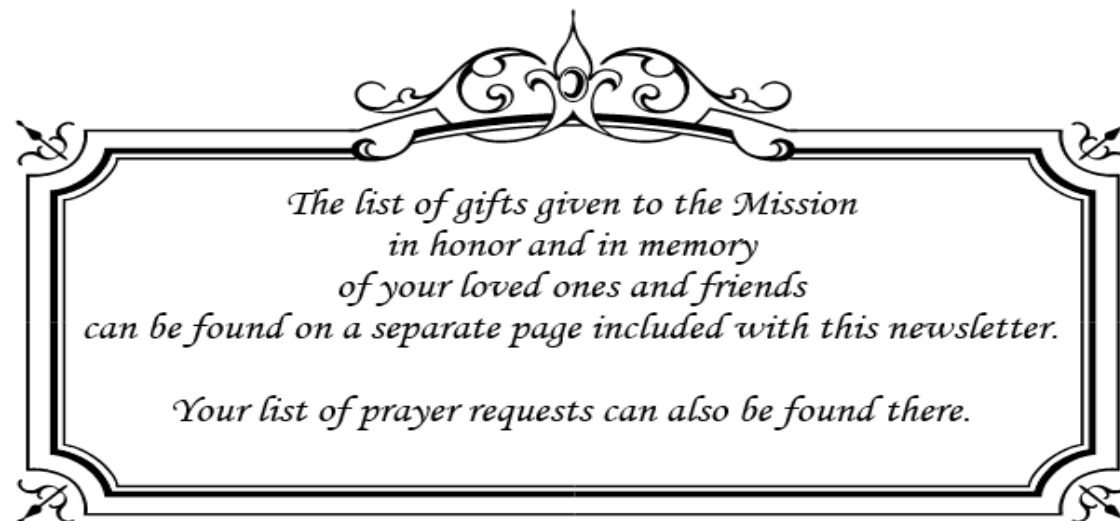 The list of gifts given to the Mission
in honor and in memory
of your loved ones and friends
can be found on a separate page included with this newsletter.
Your list of prayer requests can also be found there.